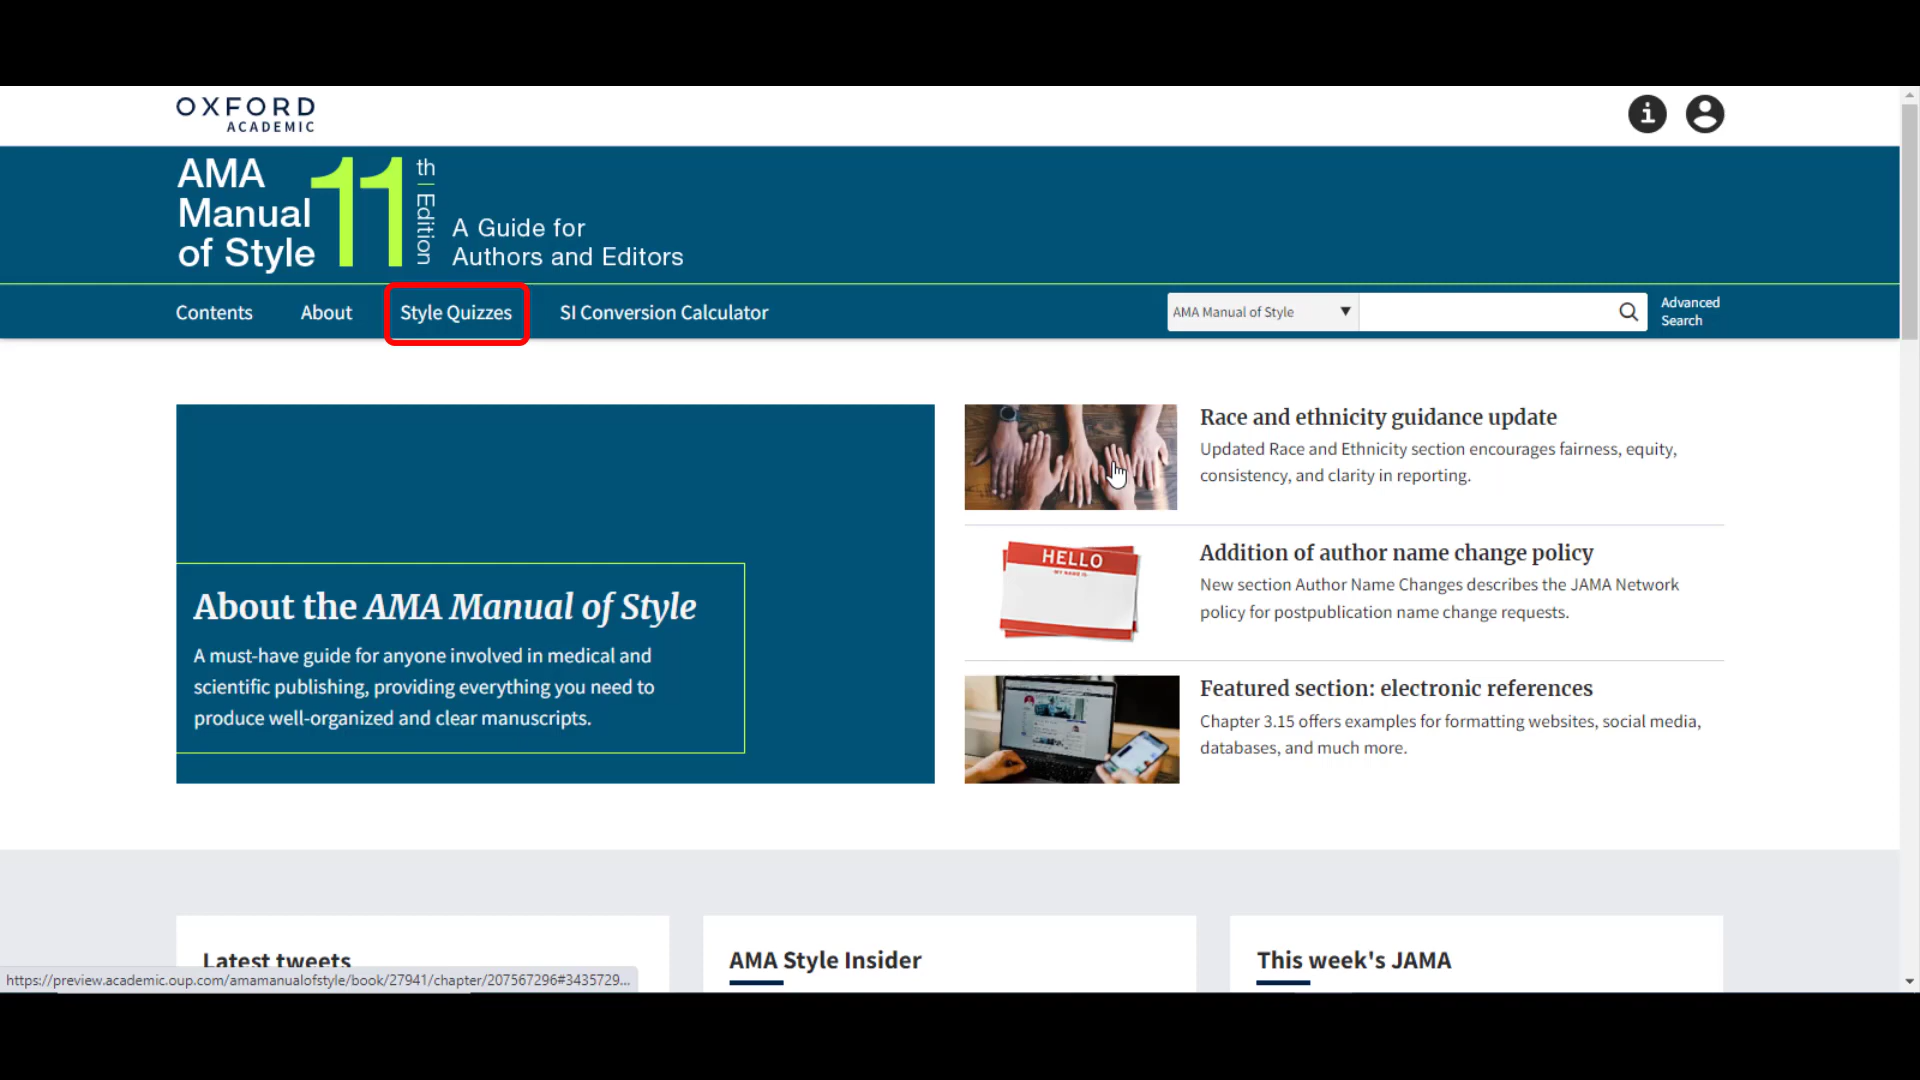 OXFORD
ACADEMIC
AMA
Manual
of Style
11
th
Edition
A Guide for
Authors and Editors
Contents
About
Style Quizzes
SI Conversion Calculator
AMA Manual of Style
Advanced
Search
About the AMA Manual of Style
A must-have guide for anyone involved in medical and
scientific publishing, providing everything you need to
produce well-organized and clear manuscripts.
Race and ethnicity guidance update
Updated Race and Ethnicity section encourages fairness, equity,
consistency, and clarity in reporting.
HELLO
MY NAME IS
Addition of author name change policy
New section Author Name Changes describes the JAMA Network
policy for postpublication name change requests.
Featured section: electronic references
Chapter 3.15 offers examples for formatting websites, social media,
databases, and much more.
Latest tweets
AMA Style Insider
This week's JAMA
https://preview.academic.oup.com/amamanualofstyle/book/27941/chapter/207567296#3435729...